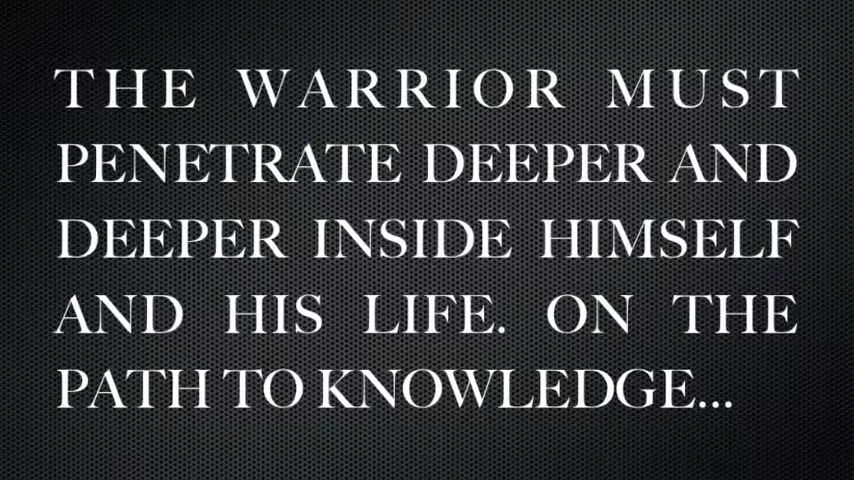 THE WARRIOR MUST
PENETRATE DEEPER AND
DEEPER INSIDE HIMSELF
AND HIS LIFE. ON THE
PATH TO KNOWLEDGE...